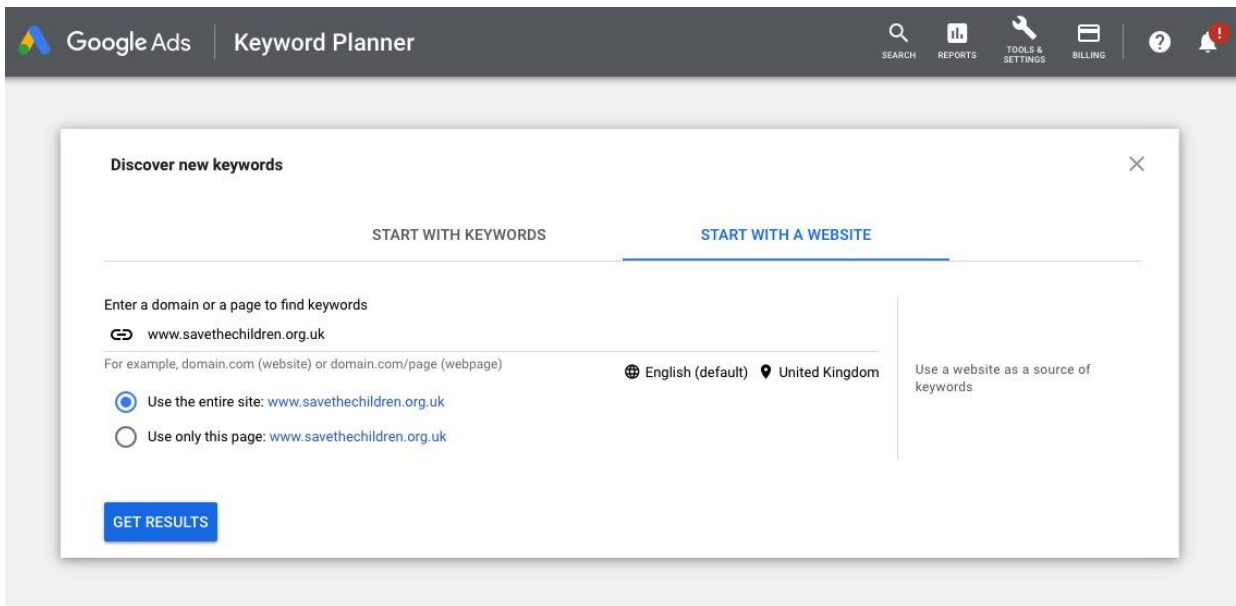 Google Ads
Keyword Planner
SEARCH
REPORTS
TOOLS &
SETTINGS
BILLING
?
!
Discover new keywords
START WITH KEYWORDS
START WITH A WEBSITE
Enter a domain or a page to find keywords
www.savethechildren.org.uk
For example, domain.com (website) or domain.com/page (webpage)
English (default)
United Kingdom
Use a website as a source of
keywords
Use the entire site: www.savethechildren.org.uk
Use only this page: www.savethechildren.org.uk
GET RESULTS